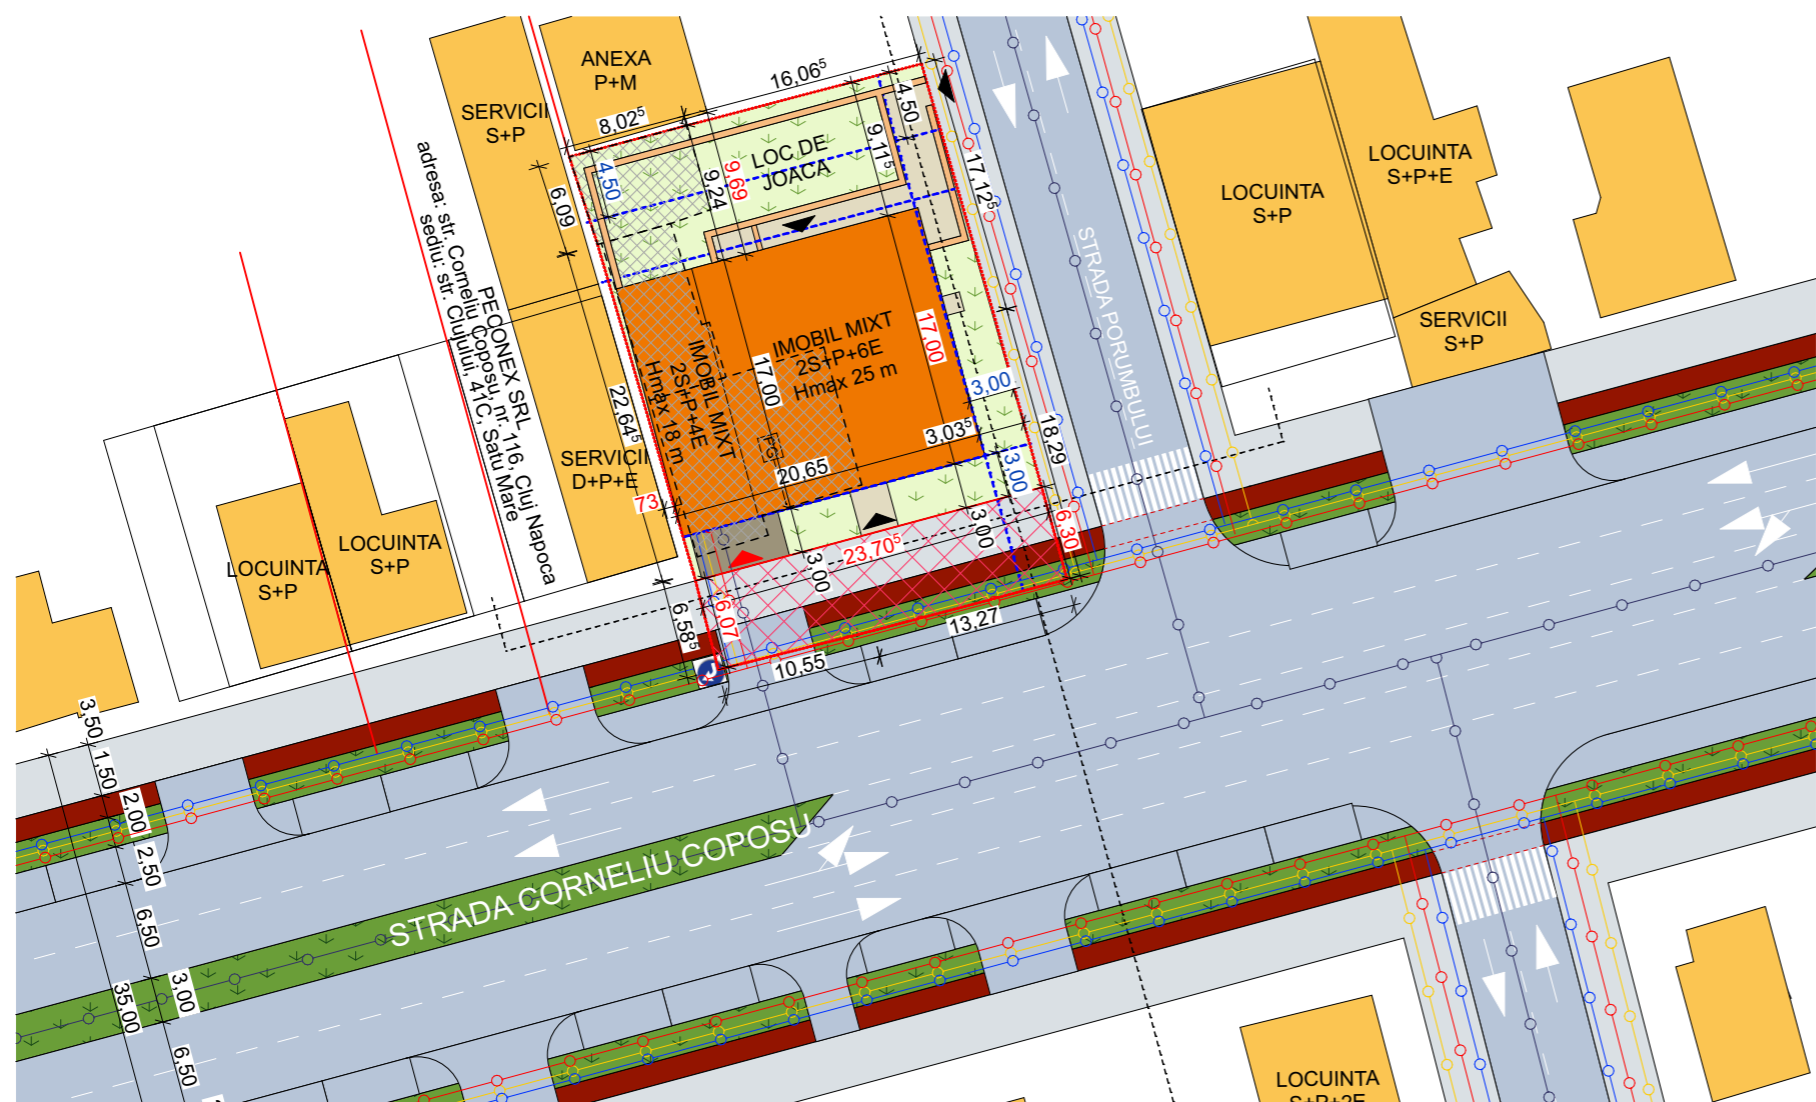 ANEXA
P+M
SERVICII
S+P
16,06⁵
8,02⁵
4,50
4,50
6,09
9,24
9,69
9,11⁵
LOC DE
JOACA
17,12⁵
LOCUINTA
S+P
LOCUINTA
S+P+E
SERVICII
S+P
STRADA PORUMBULUI
PECONEX SRL
adresa: str. Corneliu Coposu, nr. 116, Cluj Napoca
sediu: str. Clujului, 41C, Satu Mare
IMOBIL MIXT
2S+P+6E
Hmax 25 m
IMOBIL MIXT
2S+P+4E
Hmax 18 m
17,00
17,00
3,00
3,03⁵
3,00
18,29
22,64⁵
SERVICII
D+P+E
PG
20,65
73
23,70⁵
3,00
3,00
6,30
6,07
6,58⁵
13,27
10,55
LOCUINTA
S+P
LOCUINTA
S+P
3,50
1,50
2,00
2,50
6,50
3,00
35,00
6,50
STRADA CORNELIU COPOSU
LOCUINTA
S+P+2E